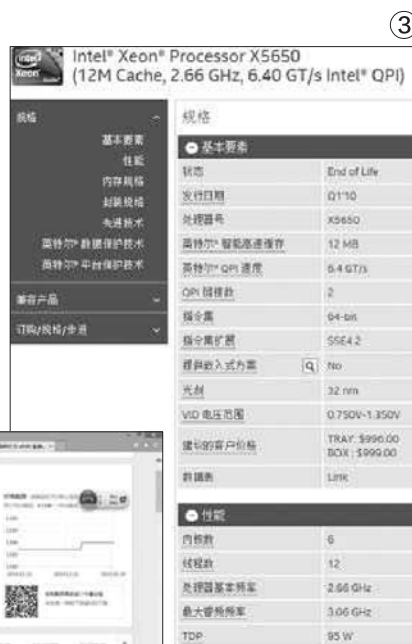 ③
intel
Xeon
Intel® Xeon® Processor X5650
(12M Cache, 2.66 GHz, 6.40 GT/s Intel® QPI)
规格
基本要素
性能
内存规格
封装规格
先进技术
英特尔® 数据保护技术
英特尔® 平台保护技术
兼容产品
订购/规格/步进
规格
基本要素
状态 End of Life
发行日期 Q1'10
处理器号 X5650
英特尔® 智能高速缓存 12 MB
英特尔® QPI 速度 6.4 GT/s
QPI 链接数 2
指令集 64-bit
指令集扩展 SSE4.2
提供嵌入式方案 No
光刻 32 nm
VID 电压范围 0.750V-1.350V
建议的客户价格 TRAY: $996.00
BOX : $999.00
数据表 Link
性能
内核数 6
线程数 12
处理器基本频率 2.66 GHz
最大睿频频率 3.06 GHz
TDP 95 W